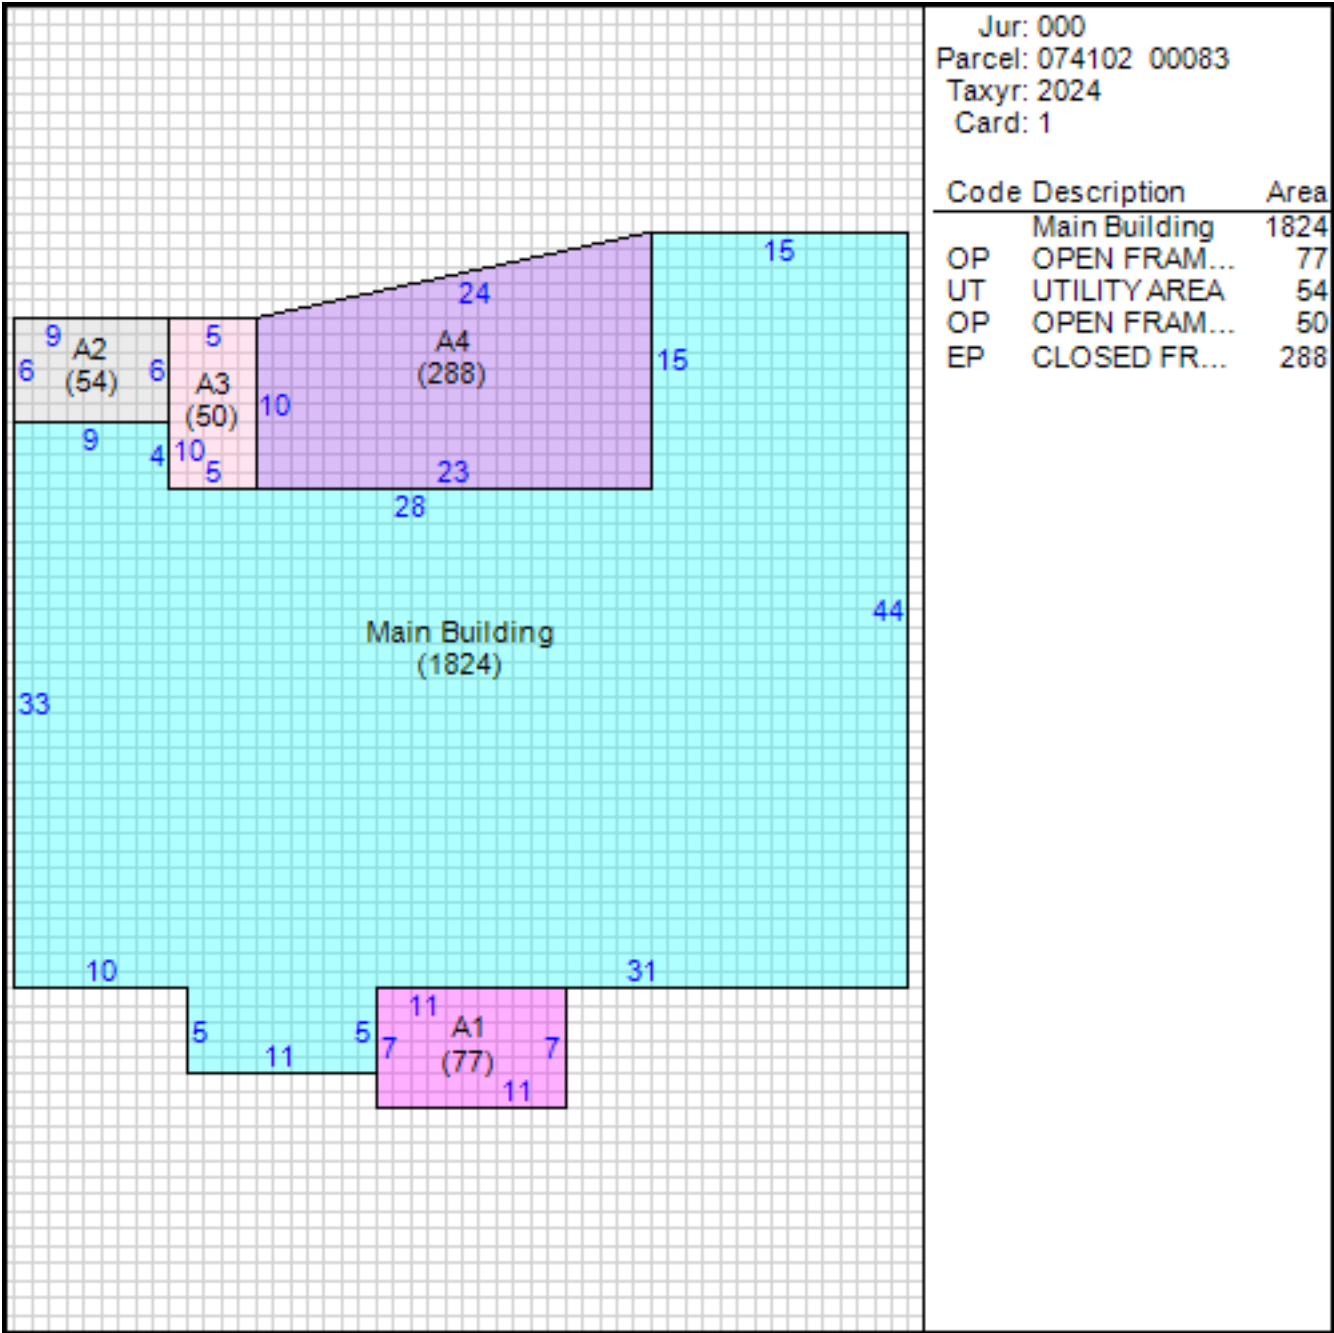 Jur: 000
Parcel: 074102 00083
Taxyr: 2024
Card: 1
Code Description Area
Main Building 1824
OP OPEN FRAM... 77
UT UTILITY AREA 54
OP OPEN FRAM... 50
EP CLOSED FR... 288
15
24
9
A2
(54)
6
6
5
A3
(50)
A4
(288)
15
10
9
4
10
5
23
28
44
Main Building
(1824)
33
10
31
5
11
5
11
A1
(77)
7
7
11